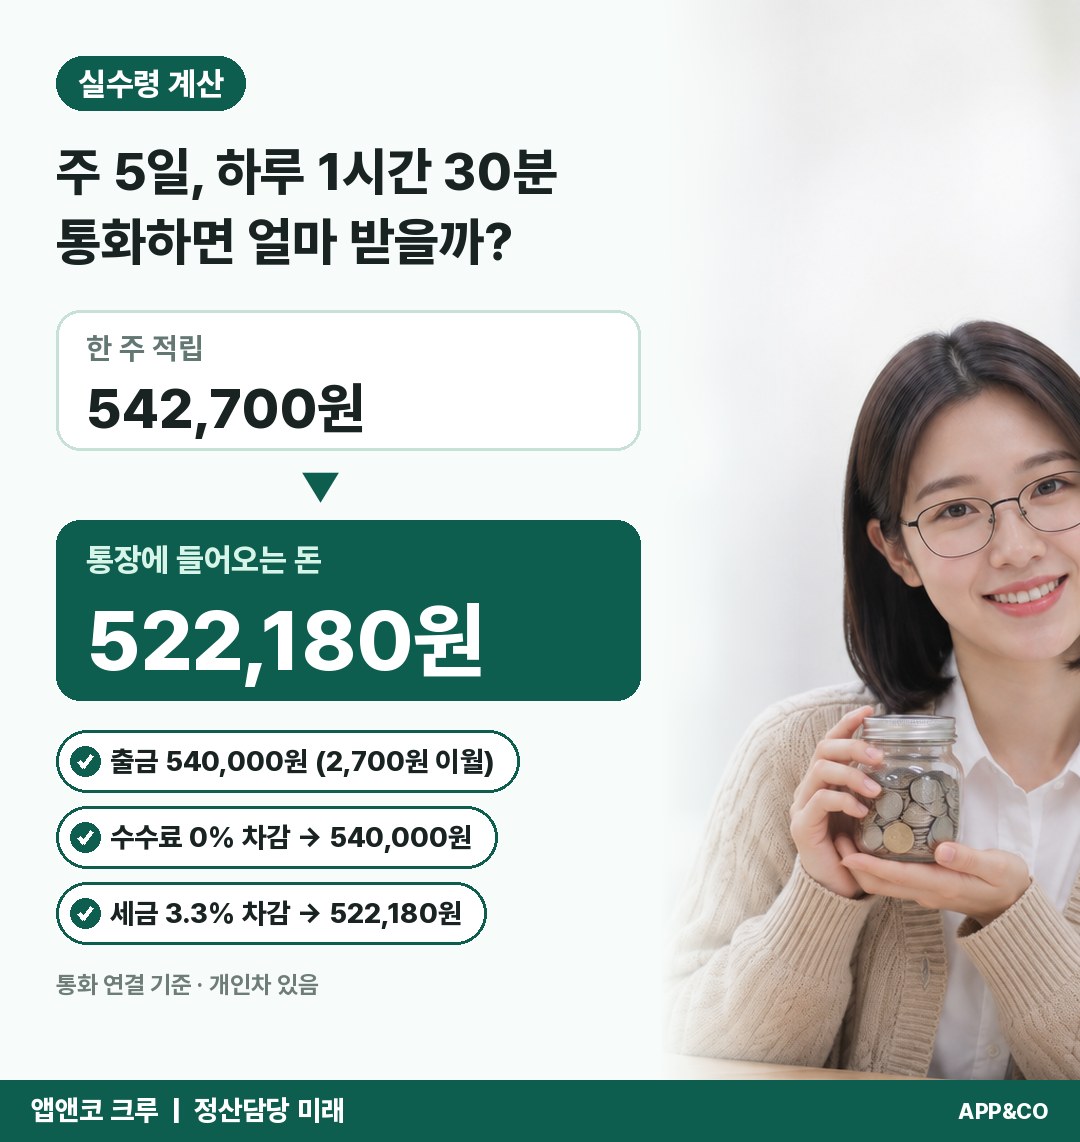 실수령 계산
주 5일, 하루 1시간 30분
통화하면 얼마 받을까?
한 주 적립
542,700원
▼
통장에 들어오는 돈
522,180원
출금 540,000원 (2,700원 이월)
수수료 0% 차감 → 540,000원
세금 3.3% 차감 → 522,180원
통화 연결 기준 · 개인차 있음
앱앤코 크루 | 정산담당 미래
APP&CO